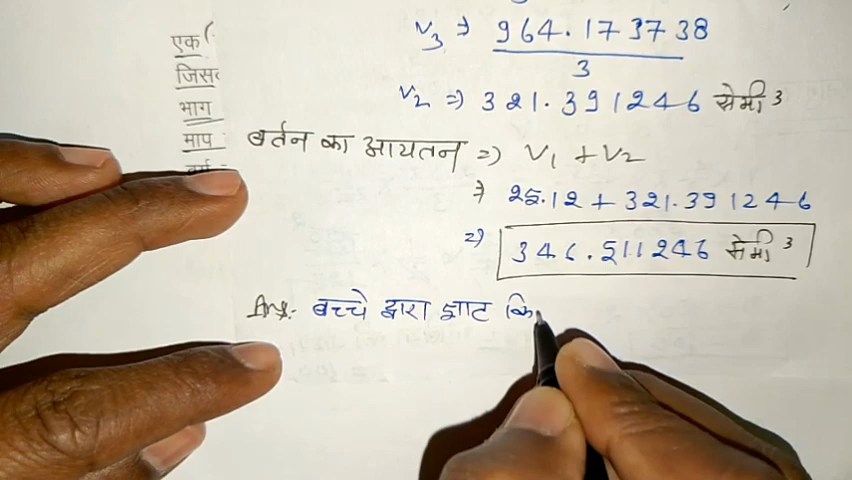 एक
V3 ⇒ 964.173738
3
भाग
V2 => 321.391246 सेमी ³
माप
बर्तन का आयतन => V1 + V2
⇒ 25.12 + 321.391246
=> 346.511246 सेमी ³
Ans:- बच्चे द्वारा ज्ञाट कि